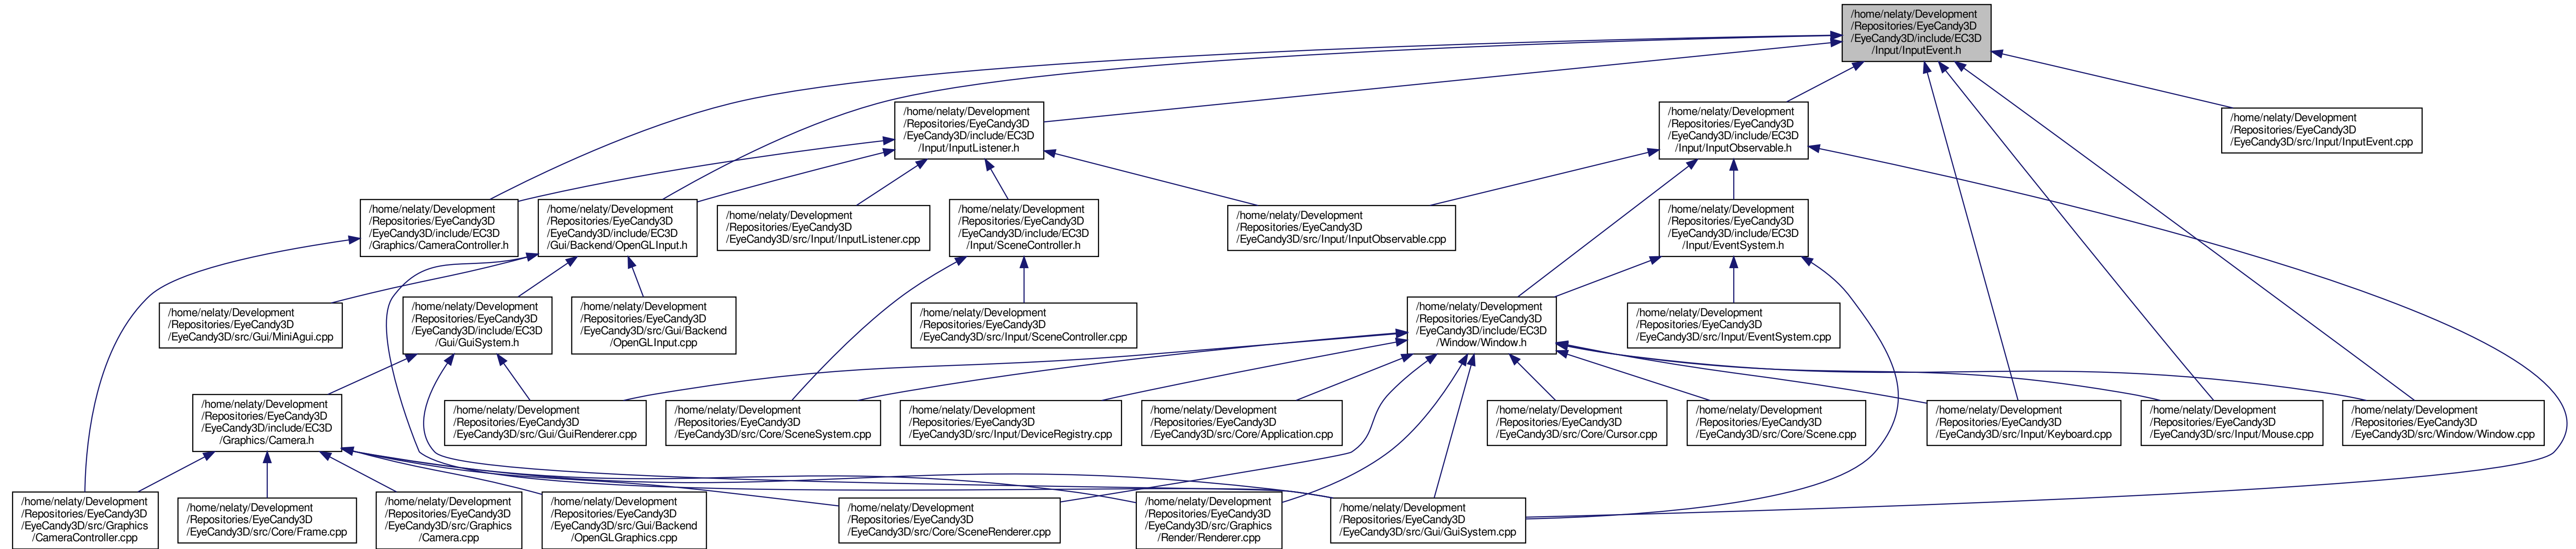 /home/nelaty/Development
/Repositories/EyeCandy3D
/EyeCandy3D/include/EC3D
/Input/InputEvent.h
/home/nelaty/Development
/Repositories/EyeCandy3D
/EyeCandy3D/include/EC3D
/Input/InputListener.h
/home/nelaty/Development
/Repositories/EyeCandy3D
/EyeCandy3D/include/EC3D
/Input/InputObservable.h
/home/nelaty/Development
/Repositories/EyeCandy3D
/EyeCandy3D/src/Input/InputEvent.cpp
/home/nelaty/Development
/Repositories/EyeCandy3D
/EyeCandy3D/include/EC3D
/Graphics/CameraController.h
/home/nelaty/Development
/Repositories/EyeCandy3D
/EyeCandy3D/include/EC3D
/Gui/Backend/OpenGLInput.h
/home/nelaty/Development
/Repositories/EyeCandy3D
/EyeCandy3D/src/Input/InputListener.cpp
/home/nelaty/Development
/Repositories/EyeCandy3D
/EyeCandy3D/include/EC3D
/Input/SceneController.h
/home/nelaty/Development
/Repositories/EyeCandy3D
/EyeCandy3D/src/Input/InputObservable.cpp
/home/nelaty/Development
/Repositories/EyeCandy3D
/EyeCandy3D/include/EC3D
/Input/EventSystem.h
/home/nelaty/Development
/Repositories/EyeCandy3D
/EyeCandy3D/src/Gui/MiniAgui.cpp
/home/nelaty/Development
/Repositories/EyeCandy3D
/EyeCandy3D/include/EC3D
/Gui/GuiSystem.h
/home/nelaty/Development
/Repositories/EyeCandy3D
/EyeCandy3D/src/Gui/Backend
/OpenGLInput.cpp
/home/nelaty/Development
/Repositories/EyeCandy3D
/EyeCandy3D/src/Input/SceneController.cpp
/home/nelaty/Development
/Repositories/EyeCandy3D
/EyeCandy3D/include/EC3D
/Window/Window.h
/home/nelaty/Development
/Repositories/EyeCandy3D
/EyeCandy3D/src/Input/EventSystem.cpp
/home/nelaty/Development
/Repositories/EyeCandy3D
/EyeCandy3D/include/EC3D
/Graphics/Camera.h
/home/nelaty/Development
/Repositories/EyeCandy3D
/EyeCandy3D/src/Gui/GuiRenderer.cpp
/home/nelaty/Development
/Repositories/EyeCandy3D
/EyeCandy3D/src/Core/SceneSystem.cpp
/home/nelaty/Development
/Repositories/EyeCandy3D
/EyeCandy3D/src/Input/DeviceRegistry.cpp
/home/nelaty/Development
/Repositories/EyeCandy3D
/EyeCandy3D/src/Core/Application.cpp
/home/nelaty/Development
/Repositories/EyeCandy3D
/EyeCandy3D/src/Core/Cursor.cpp
/home/nelaty/Development
/Repositories/EyeCandy3D
/EyeCandy3D/src/Core/Scene.cpp
/home/nelaty/Development
/Repositories/EyeCandy3D
/EyeCandy3D/src/Input/Keyboard.cpp
/home/nelaty/Development
/Repositories/EyeCandy3D
/EyeCandy3D/src/Input/Mouse.cpp
/home/nelaty/Development
/Repositories/EyeCandy3D
/EyeCandy3D/src/Window/Window.cpp
/home/nelaty/Development
/Repositories/EyeCandy3D
/EyeCandy3D/src/Graphics
/CameraController.cpp
/home/nelaty/Development
/Repositories/EyeCandy3D
/EyeCandy3D/src/Core/Frame.cpp
/home/nelaty/Development
/Repositories/EyeCandy3D
/EyeCandy3D/src/Graphics
/Camera.cpp
/home/nelaty/Development
/Repositories/EyeCandy3D
/EyeCandy3D/src/Gui/Backend
/OpenGLGraphics.cpp
/home/nelaty/Development
/Repositories/EyeCandy3D
/EyeCandy3D/src/Core/SceneRenderer.cpp
/home/nelaty/Development
/Repositories/EyeCandy3D
/EyeCandy3D/src/Graphics
/Render/Renderer.cpp
/home/nelaty/Development
/Repositories/EyeCandy3D
/EyeCandy3D/src/Gui/GuiSystem.cpp